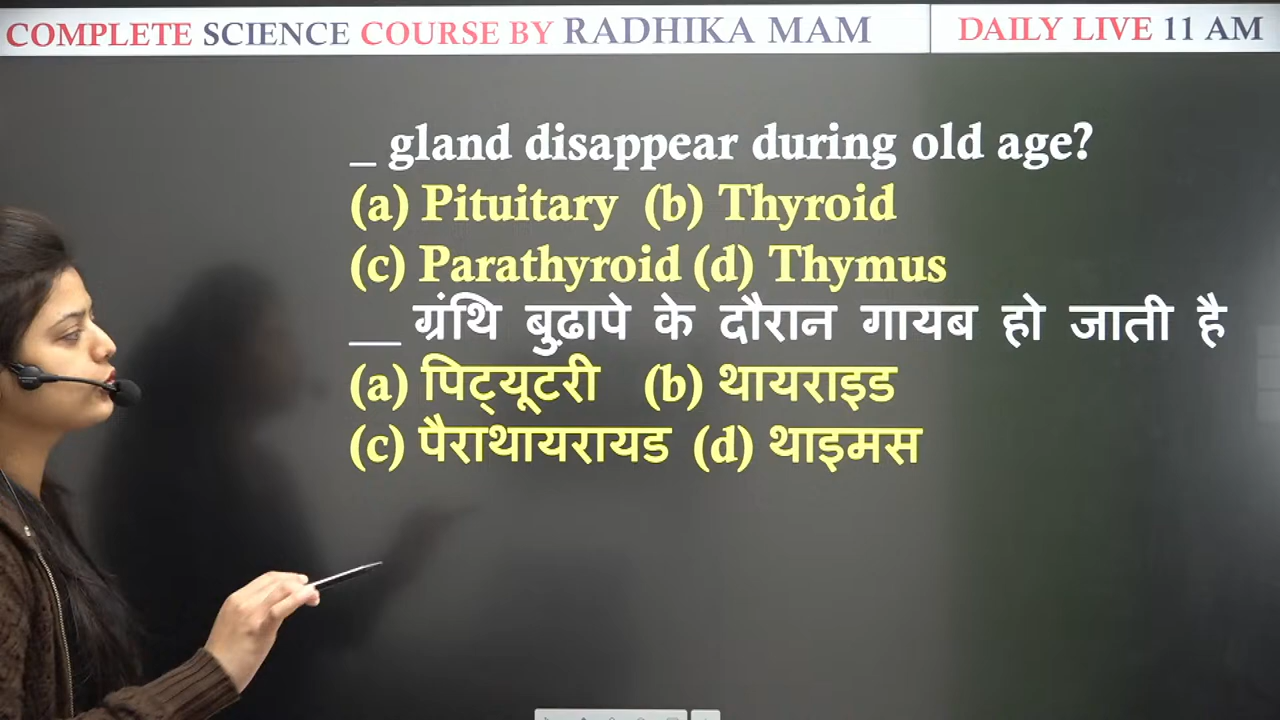 COMPLETE SCIENCE COURSE BY RADHIKA MAM DAILY LIVE 11 AM
_ gland disappear during old age?
(a) Pituitary (b) Thyroid
(c) Parathyroid (d) Thymus
__ ग्रंथि बुढ़ापे के दौरान गायब हो जाती है
(a) पिट्यूटरी (b) थायराइड
(c) पैराथायरायड (d) थाइमस